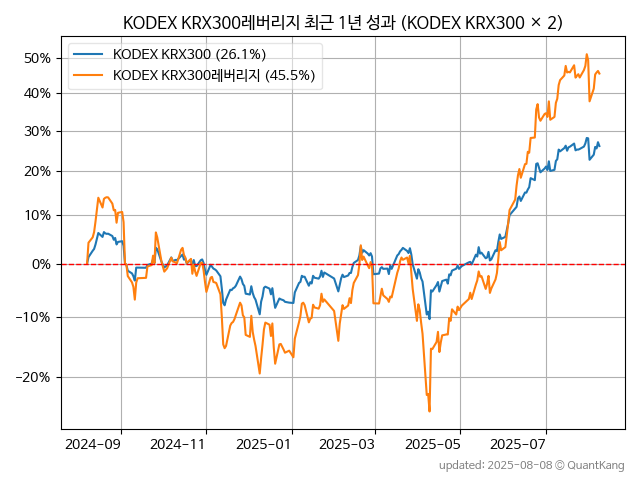 KODEX KRX300레버리지 최근 1년 성과 (KODEX KRX300 × 2)
KODEX KRX300 (26.1%)
KODEX KRX300레버리지 (45.5%)
50%
40%
30%
20%
10%
0%
−10%
−20%
2024-09 2024-11 2025-01 2025-03 2025-05 2025-07
updated: 2025-08-08 © QuantKang